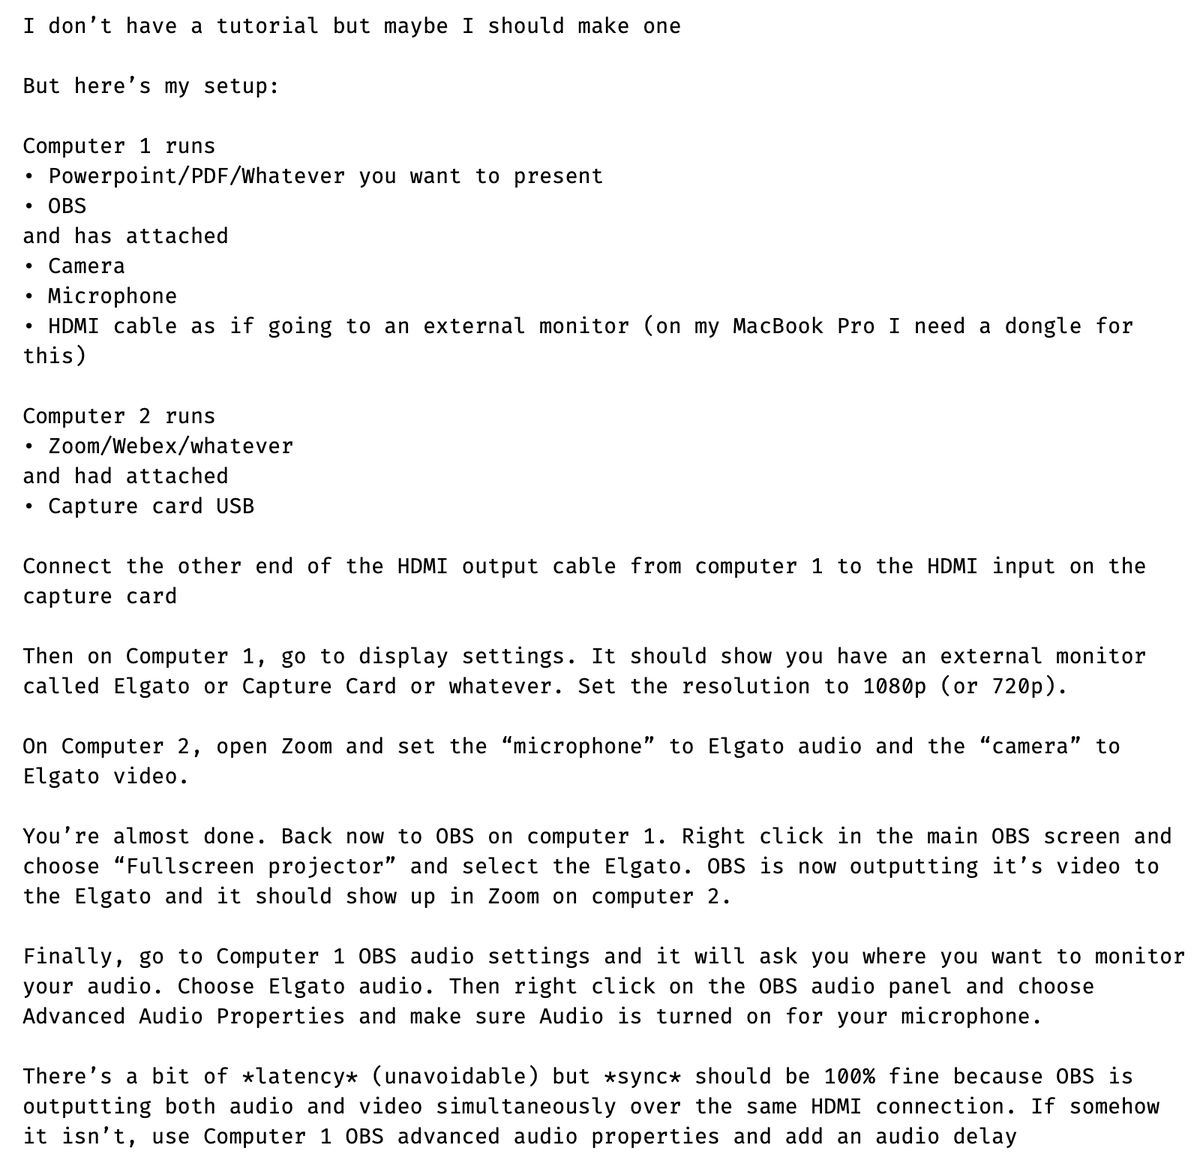 I don’t have a tutorial but maybe I should make one
But here’s my setup:
Computer 1 runs
• Powerpoint/PDF/Whatever you want to present
• OBS
and has attached
• Camera
• Microphone
• HDMI cable as if going to an external monitor (on my MacBook Pro I need a dongle for
this)
Computer 2 runs
• Zoom/Webex/whatever
and had attached
• Capture card USB
Connect the other end of the HDMI output cable from computer 1 to the HDMI input on the
capture card
Then on Computer 1, go to display settings. It should show you have an external monitor
called Elgato or Capture Card or whatever. Set the resolution to 1080p (or 720p).
On Computer 2, open Zoom and set the “microphone” to Elgato audio and the “camera” to
Elgato video.
You’re almost done. Back now to OBS on computer 1. Right click in the main OBS screen and
choose “Fullscreen projector” and select the Elgato. OBS is now outputting it’s video to
the Elgato and it should show up in Zoom on computer 2.
Finally, go to Computer 1 OBS audio settings and it will ask you where you want to monitor
your audio. Choose Elgato audio. Then right click on the OBS audio panel and choose
Advanced Audio Properties and make sure Audio is turned on for your microphone.
There’s a bit of *latency* (unavoidable) but *sync* should be 100% fine because OBS is
outputting both audio and video simultaneously over the same HDMI connection. If somehow
it isn’t, use Computer 1 OBS advanced audio properties and add an audio delay